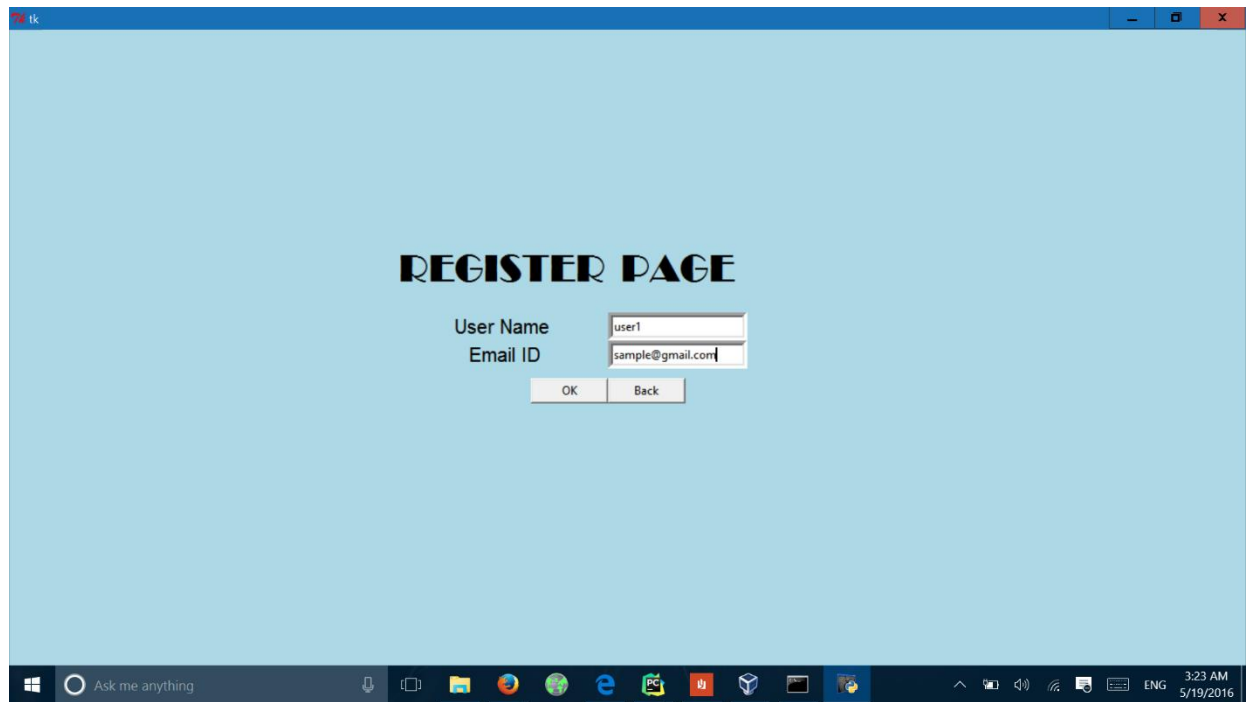 tk
REGISTER PAGE
User Name user1
Email ID sample@gmail.com
OK Back
Ask me anything
ENG
3:23 AM
5/19/2016